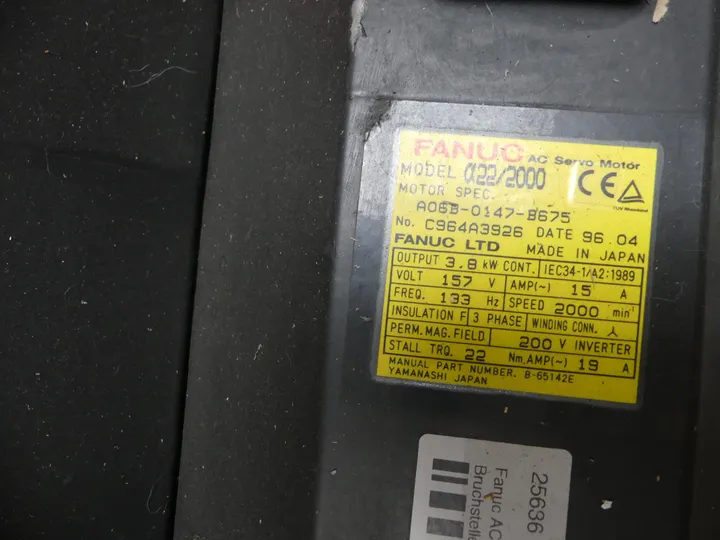 FANUC AC Servo Motor
MODEL α22/2000
CE
MOTOR SPEC.
A06B-0147-B675
No. C964A3926 DATE 96.04
FANUC LTD MADE IN JAPAN
OUTPUT 3.8 kW CONT. IEC34-1/A2:1989
VOLT 157 V AMP(~) 15 A
FREQ. 133 Hz SPEED 2000 min⁻¹
INSULATION F 3 PHASE WINDING CONN. 人
PERM. MAG. FIELD 200 V INVERTER
STALL TRQ. 22 Nm, AMP(~) 19 A
MANUAL PART NUMBER. B-65142E
YAMANASHI JAPAN
25636
Fanuc AC
Bruchstelle